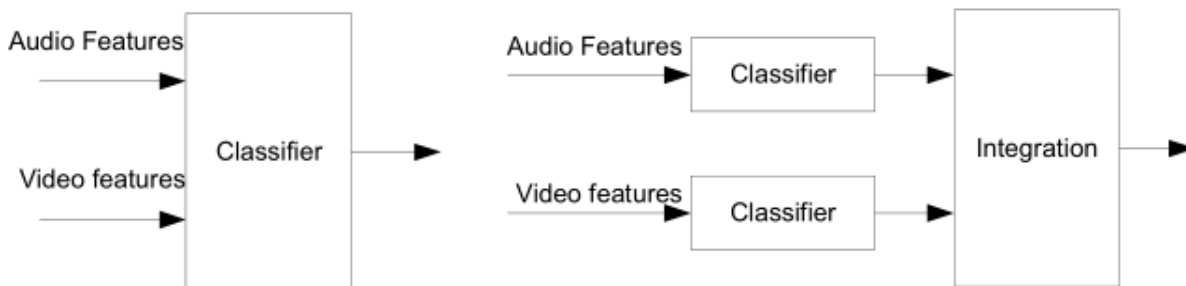 Audio Features
Classifier
Video features
Audio Features
Classifier
Video features
Classifier
Integration